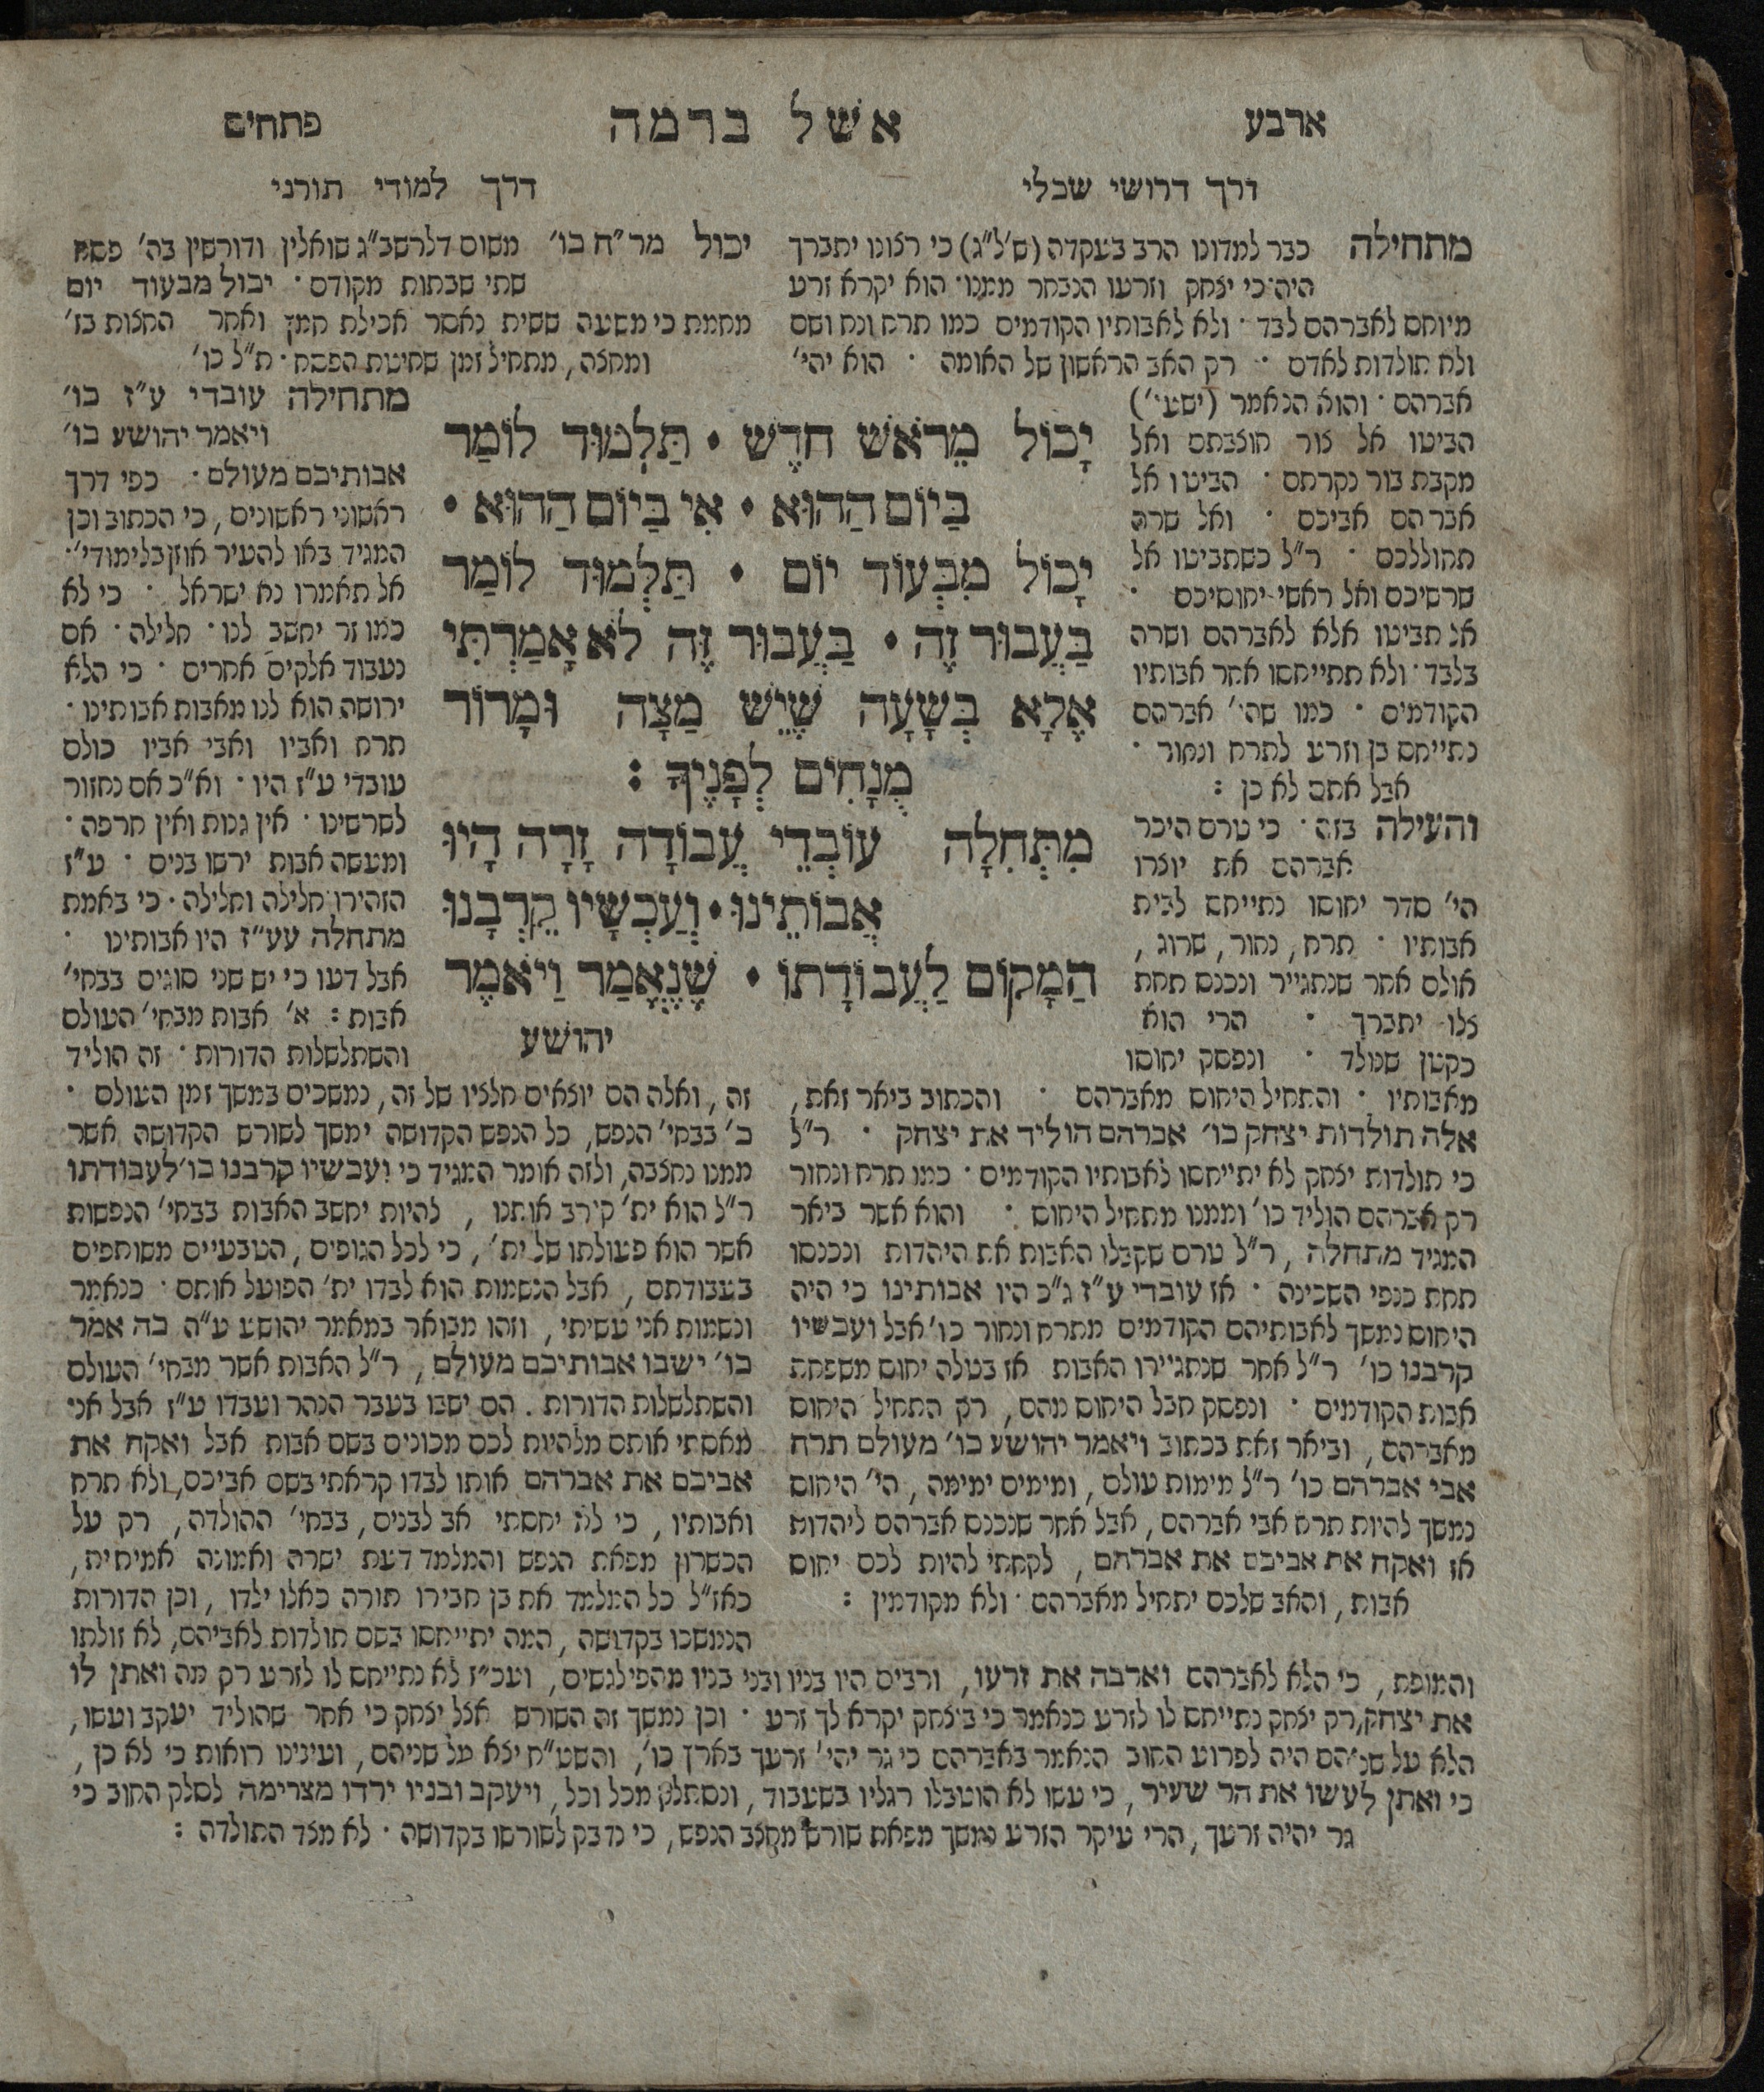 ארבע
אשל ברמה
פתחים
דרך דרושי שכלי
מתחילה כבר למדונו הרב בעקדה (ש׳ל״ג) כי רצונו יתברך
היה כי יצחק וזרעו הנבחר ממנו · הוא יקרא זרע
מיוחס לאברהם לבד · ולא לאבותיו הקודמים כמו תרח ונח ושם
ולא תולדות לאדם · רק האב הראשון של האומה · הוא יהי׳
אברהם · והוא הנאמר
הביטו אל צור חוצבתם ואל
מקבת בור נקרתם · הביטו אל
אברהם אביכם · ואל שרה
תחוללכם · ר״ל כשתביטו אל
שרשיכם ואל ראשי יחוסיכם ·
אל תביטו אלא לאברהם ושרה
בלבד · ולא תתייחסו אחר אבותיו
הקודמים · כמו שהי׳ אברהם
נתייחס בן וזרע לתרח ונחור ·
אבל אתם לא כן :
והעילה בזה · כי טרם היכר
אברהם את יוצרו
הי׳ סדר יחוסו נתייחס לבית
אבותיו · תרח, נחור, שרוג,
אולם אחר שנתגייר ונכנס תחת
צלו יתברך · הרי הוא
כקטן שנולד · ונפסק יחוסו
מאבותיו · והתחיל היחוס מאברהם · והכתוב ביאר זאת,
אלה תולדות יצחק כו׳ אברהם הוליד את יצחק · ר״ל
כי תולדות יצחק לא יתייחסו לאבותיו הקודמים · כמו תרח ונחור
רק אברהם הוליד כו׳ וממנו מתחיל היחוס · והוא אשר ביאר
המגיד מתחלה, ר״ל טרם שקבלו האבות את היהדות ונכנסו
תחת כנפי השכינה · אז עובדי ע״ז ג״כ היו אבותינו כי היה
היחוס נמשך לאבותיהם הקודמים מתרח ונחור כו׳ אבל ועכשיו
קרבנו כו׳ ר״ל אחר שנתגיירו האבות אז בטלה יחוס משפחת
אבות הקודמים · ונפסק חבל היחוס מהם, רק התחיל היחוס
מאברהם, וביאר זאת בכתוב ויאמר יהושע כו׳ מעולם תרח
אבי אברהם כו׳ ר״ל מימות עולם, ומימים ימימה, הי׳ היחוס
נמשך להיות תרח אבי אברהם, אבל אחר שנכנס אברהם ליהדות
אז ואקח את אביכם את אברהם, לקחתי להיות לכם יחוס
אבות, והאב שלכם יתחיל מאברהם · ולא מקודמין :
יָכוֹל מֵרֹאשׁ חֹדֶשׁ · תַּלְמוּד לוֹמַר
בַּיּוֹם הַהוּא · אִי בַּיּוֹם הַהוּא ·
יָכוֹל מִבְּעוֹד יוֹם · תַּלְמוּד לוֹמַר
בַּעֲבוּר זֶה · בַּעֲבוּר זֶה לֹא אָמַרְתִּי
אֶלָא בְּשָׁעָה שֶׁיֵשׁ מַצָה וּמָרוֹר
מֻנָחִים לְפָנֶיךָ :
מִתְּחִלָה עוֹבְדֵי עֲבוֹדָה זָרָה הָיוּ
אֲבוֹתֵינוּ · וְעַכְשָׁיו קֵרְבָנוּ
הַמָקוֹם לַעֲבוֹדָתוֹ · שֶׁנֶאֱמַר וַיֹאמֶר
יהושע
דרך למודי תורני
יכול מר״ח כו׳ משום דלרשב״ג שואלין ודורשין בה׳ פסח
שתי שבתות מקודם · יכול מבעוד יום
מחמת כי משעה ששית נאסר אכילת חמץ ואחר החצות בז׳
ומחצה, מתחיל זמן שחיטת הפסח · ת״ל כו׳
מתחילה עובדי ע״ז כו׳
ויאמר יהושע כו׳
אבותיכם מעולם · כפי דרך
ראשוני ראשונים, כי הכתוב וכן
המגיד באו להעיר אוזן בלימודי׳ ·
אל תאמרו נא ישראל · כי לא
כמו זר יחשב לנו · חלילה · אם
נעבוד אלקים אחרים · כי הלא
ירושה הוא לנו מאבות אבותינו ·
תרח ואביו ואבי אביו כולם
עובדי ע״ז היו · וא״כ אם נחזור
לשרשינו · אין גנות ואין חרפה ·
ומעשה אבות ירשו בנים · ע״ז
הזהירו חלילה וחלילה · כי באמת
מתחלה עע״ז היו אבותינו ·
אבל דעו כי יש שני סוגים בבחי׳
אבות : א׳ אבות מבחי׳ העולם
והשתלשלות הדורות · זה הוליד
זה, ואלה הם יוצאים חלציו של זה, נמשכים במשך זמן העולם ·
ב׳ בבחי׳ הנפש, כל הנפש הקדושה ימשך לשורש הקדושה אשר
ממנו נחצבה, ולזה אומר המגיד כי ועכשיו קרבנו כו׳ לעבודתו
ר״ל הוא ית׳ קירב אותנו, להיות יחשב האבות בבחי׳ הנפשות
אשר הוא פעולתו של ית׳, כי לכל הגופים, הטבעיים משותפים
בעבודתם, אבל הנשמות הוא לבדו ית׳ הפועל אותם · כנאמר
ונשמות אני עשיתי, וזהו מבואר במאמר יהושע ע״ה כה אמר
כו׳ ישבו אבותיכם מעולם, ר״ל האבות אשר מבחי׳ העולם
והשתלשלות הדורות. הם ישבו בעבר הנהר ועבדו ע״ז אבל אני
מאסתי אותם מלהיות לכם מכונים בשם אבות אבל ואקח את
אביכם את אברהם אותו לבדו קראתי בשם אביכם, ולא תרח
ואבותיו, כי לא יחסתי אב לבנים, בבחי׳ ההולדה, רק על
הכשרון מפאת הנפש והמלמד דעת ישרה ואמונה אמיתית,
כאז״ל כל המלמד את בן חבירו תורה כאלו ילדו, וכן הדורות
הנמשכו בקדושה, המה יתייחסו בשם תולדות לאביהם, לא זולתו
והמופת, כי הלא לאברהם וארבה את זרעו, ורבים היו בניו ובני בניו מהפילגשים, ועכ״ז לא נתייחס לו לזרע רק מה ואתן לו
את יצחק, רק יצחק נתייחס לו לזרע כנאמר כי ביצחק יקרא לך זרע · וכן נמשך זה השורש אצל יצחק כי אחר שהוליד יעקב ועשו,
הלא על שניהם היה לפרוע החוב הנאמר באברהם כי גר יהי׳ זרעך בארץ כו׳, והשט״ח יצא על שניהם, ועינינו רואות כי לא כן,
כי ואתן לעשו את הר שעיר, כי עשו לא הוטבלו רגליו בשעבוד, ונסתלק מכל וכל, ויעקב ובניו ירדו מצרימה לסלק החוב כי
גר יהיה זרעך, הרי עיקר הזרע נמשך מפאת שורש מחצב הנפש, כי נדבק לשורשו בקדושה · לא מצד התולדה :